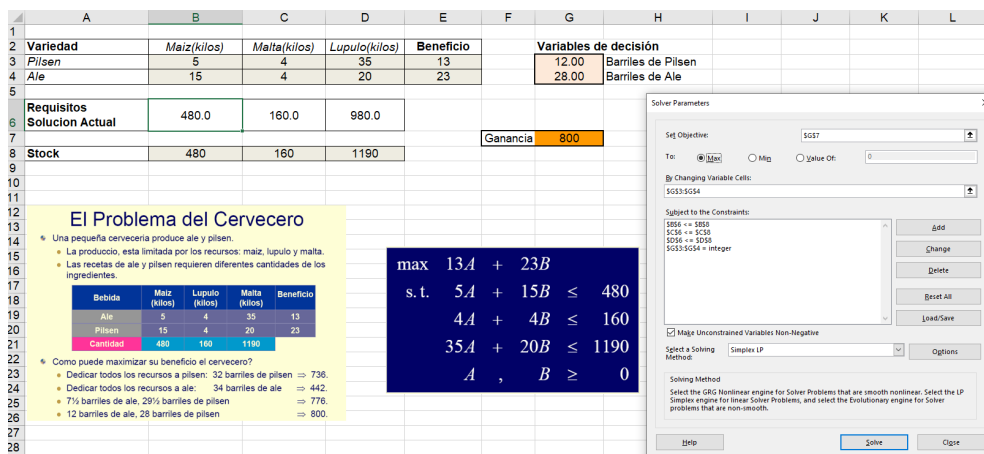 A B C D E F G H I J K L
1
2 Variedad Maiz(kilos) Malta(kilos) Lupulo(kilos) Beneficio Variables de decisión
3 Pilsen 5 4 35 13 12.00 Barriles de Pilsen
4 Ale 15 4 20 23 28.00 Barriles de Ale
5
6 Requisitos Solucion Actual 480.0 160.0 980.0
7 Ganancia 800
8 Stock 480 160 1190
9
10
11
12
13
14
15
16
17
18
19
20
21
22
23
24
25
26
27
28
El Problema del Cervecero
Una pequeña cerveceria produce ale y pilsen.
La produccio, esta limitada por los recursos: maiz, lupulo y malta.
Las recetas de ale y pilsen requieren diferentes cantidades de los
ingredientes.
Bebida Maiz (kilos) Lupulo (kilos) Malta (kilos) Beneficio
Ale 5 4 35 13
Pilsen 15 4 20 23
Cantidad 480 160 1190
Como puede maximizar su beneficio el cervecero?
Dedicar todos los recursos a pilsen: 32 barriles de pilsen ⇒ 736.
Dedicar todos los recursos a ale: 34 barriles de ale ⇒ 442.
7½ barriles de ale, 29½ barriles de pilsen ⇒ 776.
12 barriles de ale, 28 barriles de pilsen ⇒ 800.
max 13A + 23B
s. t. 5A + 15B ≤ 480
4A + 4B ≤ 160
35A + 20B ≤ 1190
A , B ≥ 0
Solver Parameters
Set Objective: $G$7
To: Max Min Value Of: 0
By Changing Variable Cells:
$G$3:$G$4
Subject to the Constraints:
$B$6 <= $B$8
$C$6 <= $C$8
$D$6 <= $D$8
$G$3:$G$4 = integer
Add
Change
Delete
Reset All
Load/Save
Make Unconstrained Variables Non-Negative
Select a Solving Method: Simplex LP Options
Solving Method
Select the GRG Nonlinear engine for Solver Problems that are smooth nonlinear. Select the LP
Simplex engine for linear Solver Problems, and select the Evolutionary engine for Solver
problems that are non-smooth.
Help Solve Close